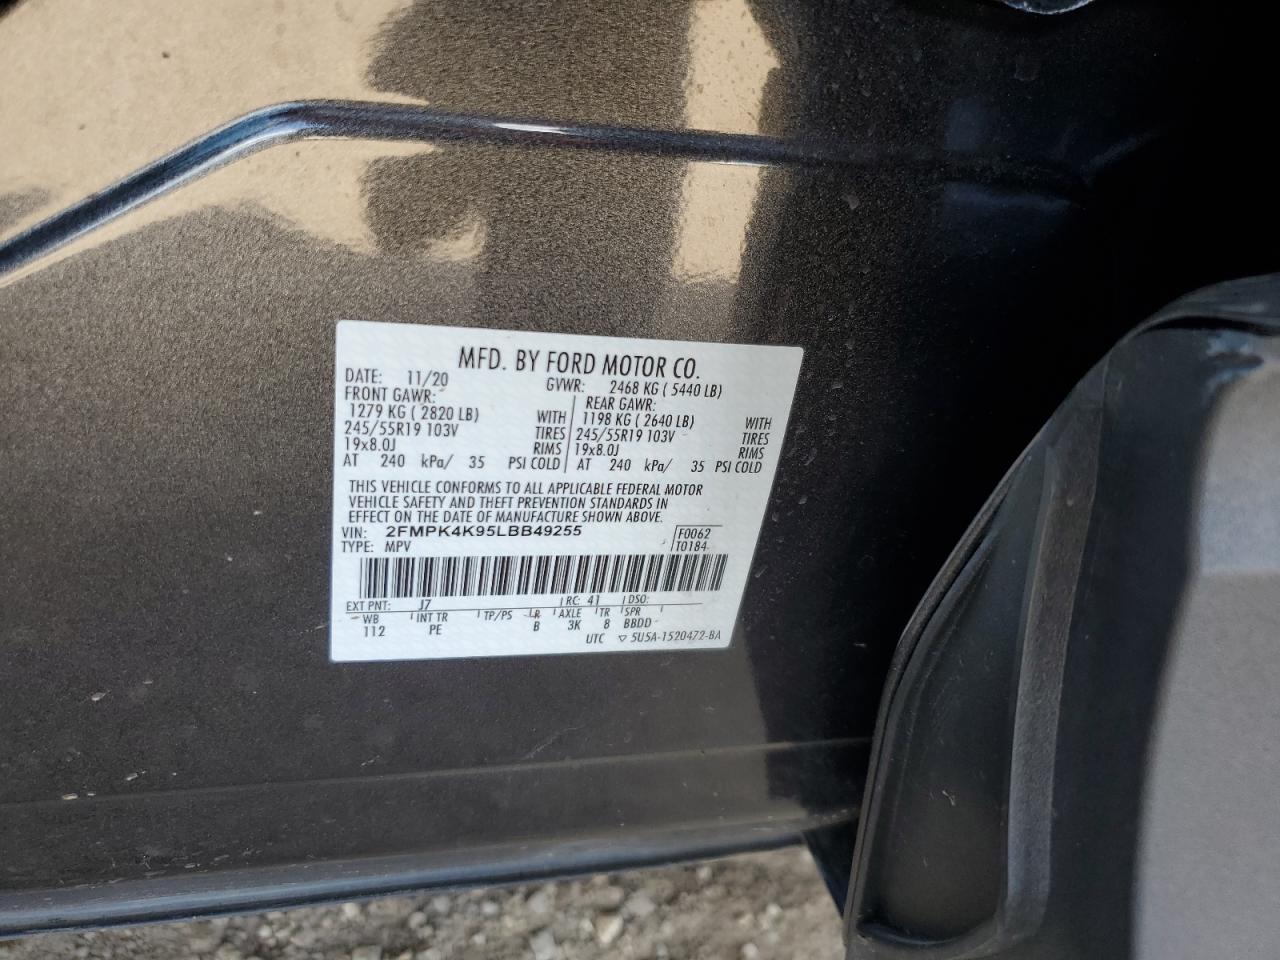 MFD. BY FORD MOTOR CO.
DATE: 11/20 GVWR: 2468 KG ( 5440 LB)
FRONT GAWR: REAR GAWR:
1279 KG ( 2820 LB) WITH 1198 KG ( 2640 LB) WITH
245/55R19 103V TIRES 245/55R19 103V TIRES
19x8.0J RIMS 19x8.0J RIMS
AT 240 kPa/ 35 PSI COLD AT 240 kPa/ 35 PSI COLD
THIS VEHICLE CONFORMS TO ALL APPLICABLE FEDERAL MOTOR
VEHICLE SAFETY AND THEFT PREVENTION STANDARDS IN
EFFECT ON THE DATE OF MANUFACTURE SHOWN ABOVE.
VIN: 2FMPK4K95LBB49255 F0062
TYPE: MPV T0184
EXT PNT: J7 RC: 41 DSO:
WB INT TR TP/PS R AXLE TR SPR
112 PE B 3K 8 BBDD
UTC ▽ 5U5A-1520472-BA